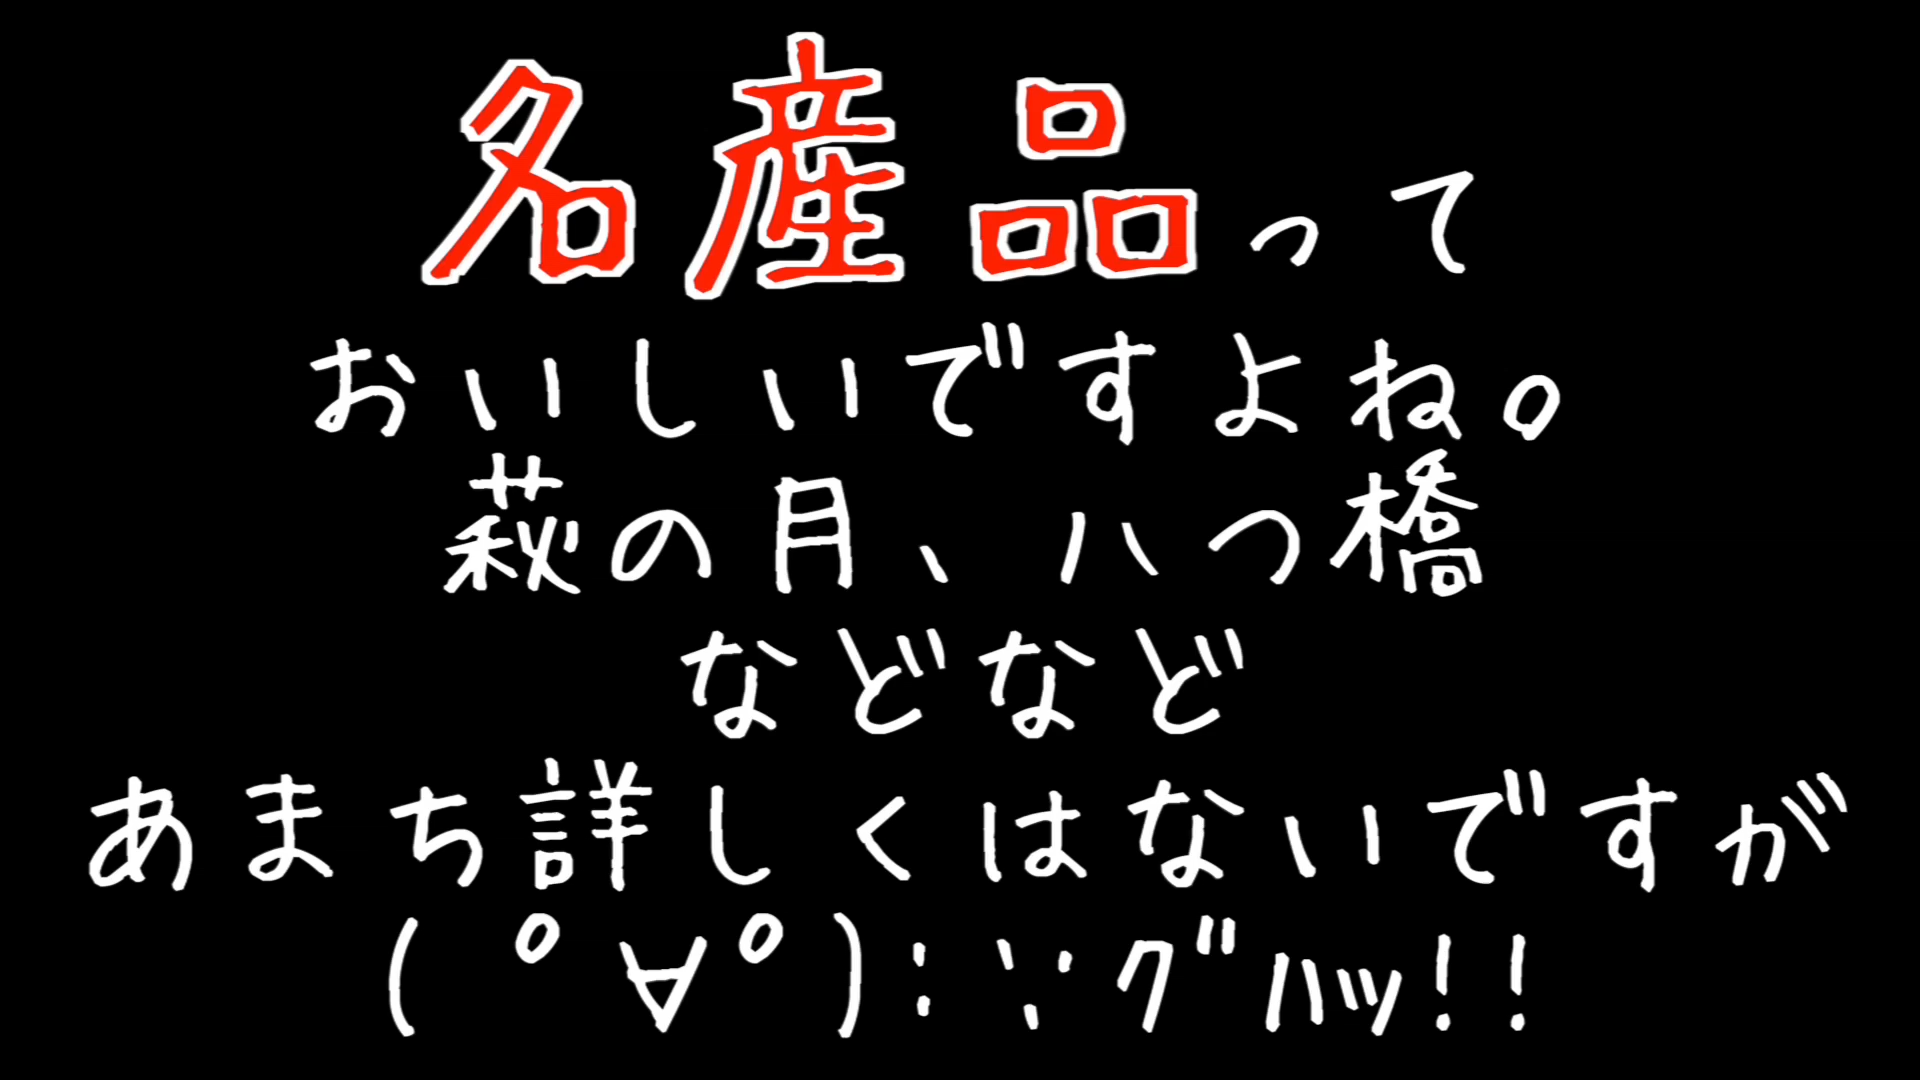 名産品って
おいしいですよね。
萩の月、ハつ橋
などなど
あまち詳しくはないですが
( ﾟ∀ﾟ):∵ｸﾞﾊｯ!!